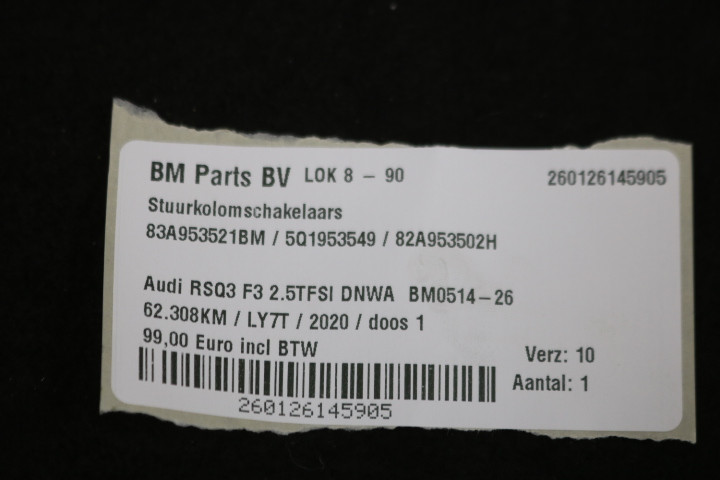 BM Parts BV LOK 8 - 90 260126145905
Stuurkolomschakelaars
83A953521BM / 5Q1953549 / 82A953502H
Audi RSQ3 F3 2.5TFSI DNWA BM0514-26
62.308KM / LY7T / 2020 / doos 1
99,00 Euro incl BTW
Verz: 10
Aantal: 1
260126145905